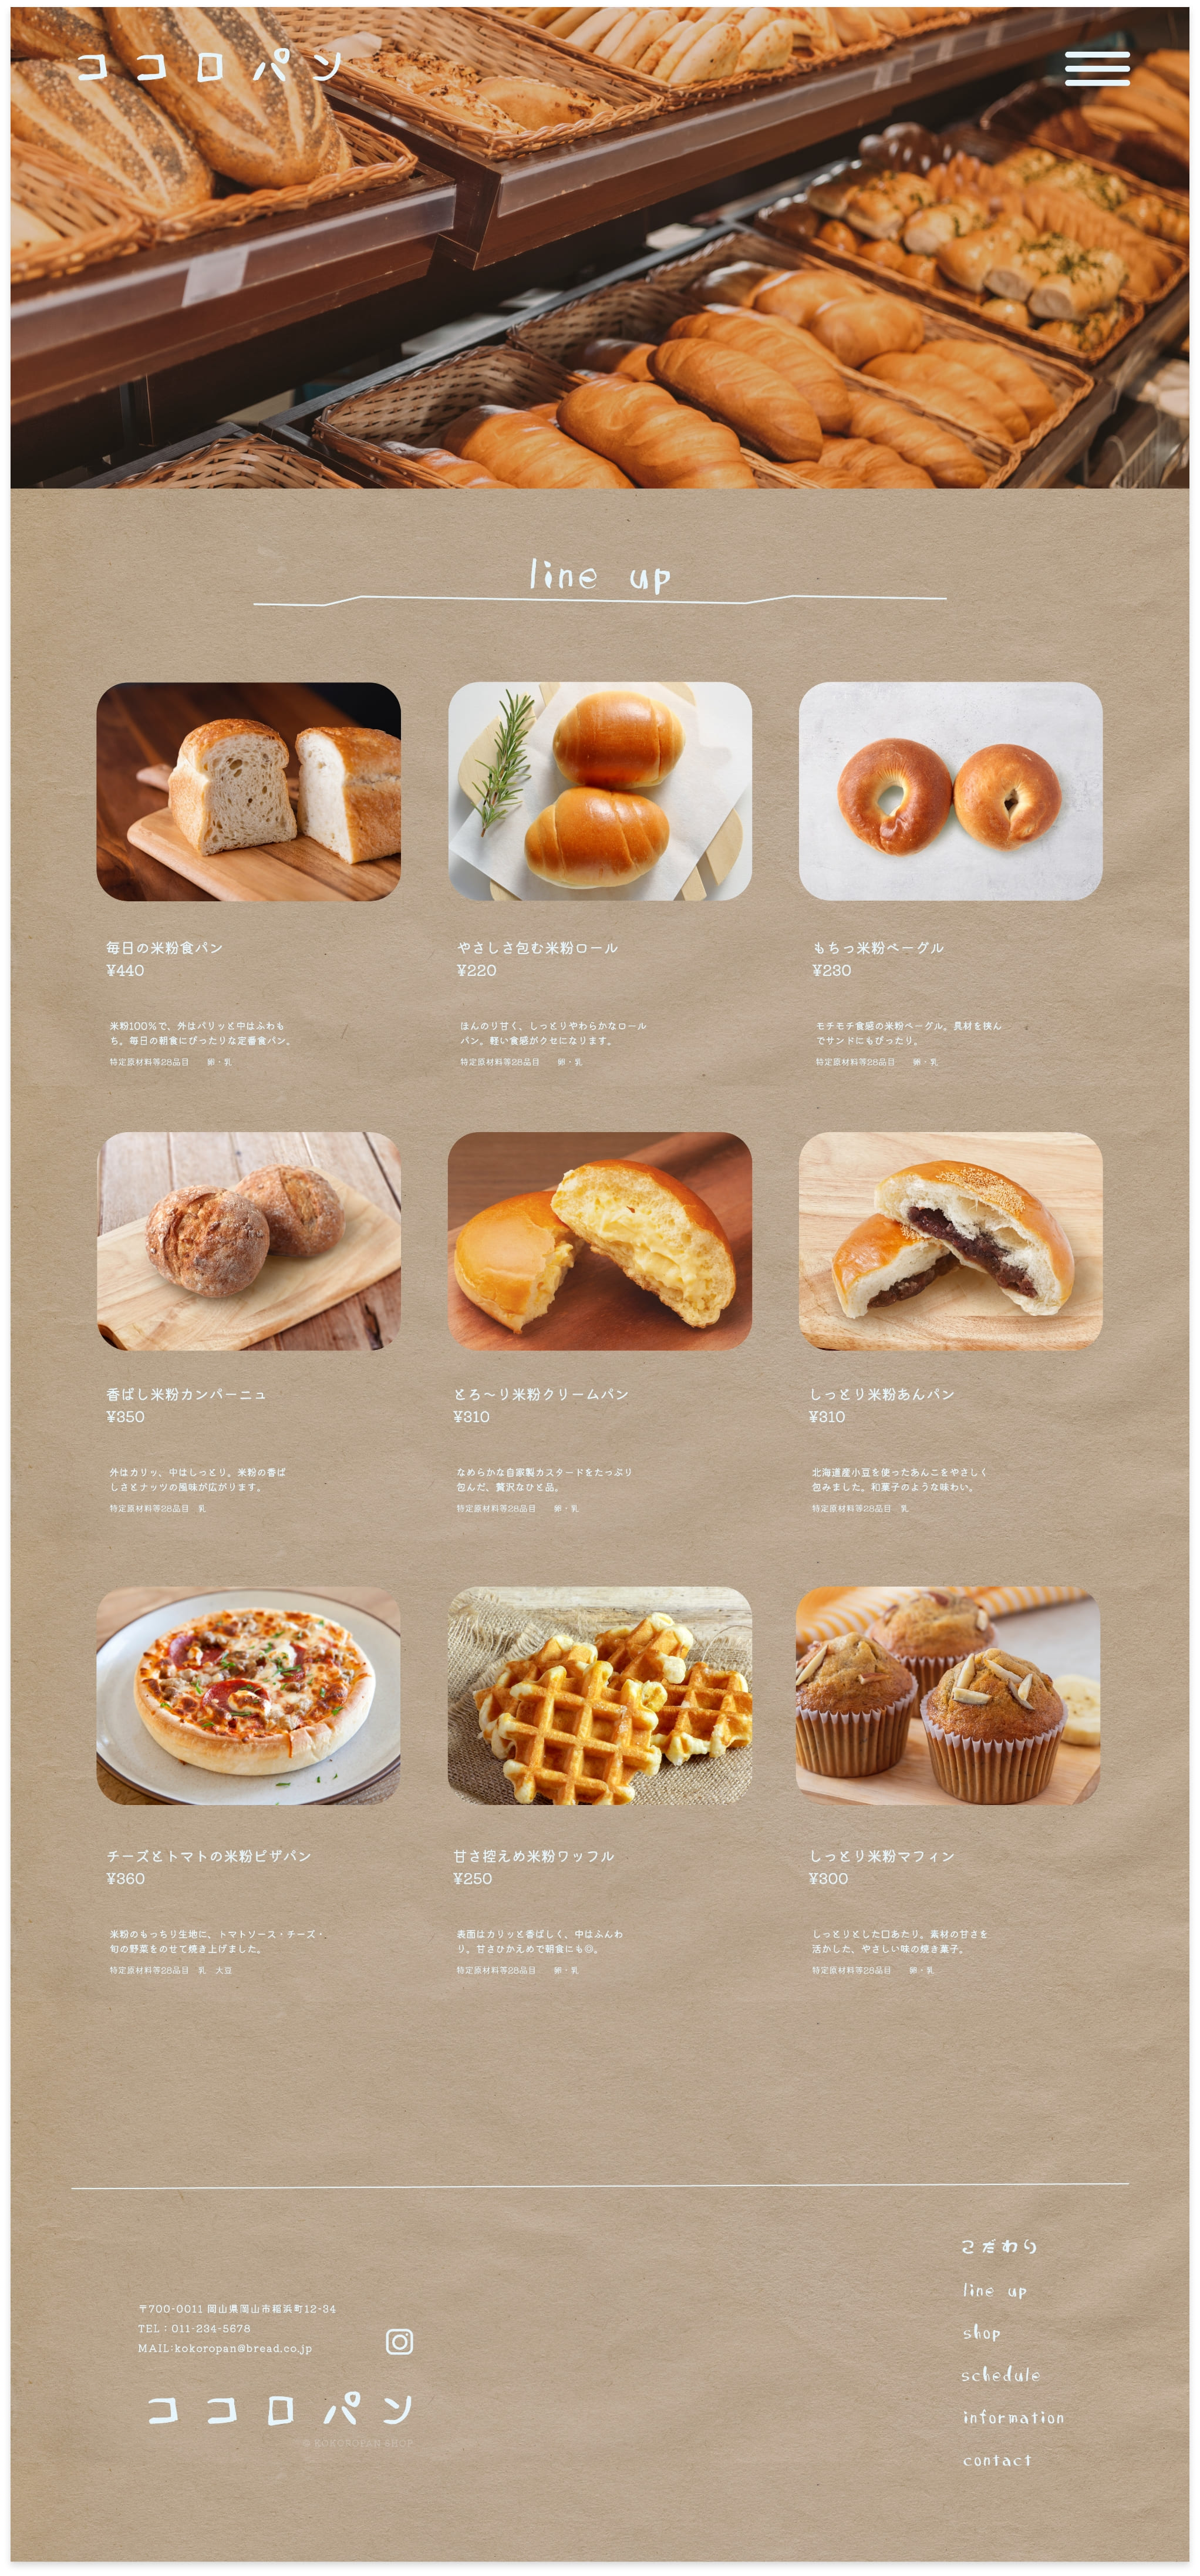 ココロパン
line up
毎日の米粉食パン
¥440
米粉100%で、外はパリッと中はふわも
ち。毎日の朝食にぴったりな定番食パン。
特定原材料等28品目　　卵・乳
やさしさ包む米粉ロール
¥220
ほんのり甘く、しっとりやわらかなロール
パン。軽い食感がクセになります。
特定原材料等28品目　　卵・乳
もちっ米粉ベーグル
¥230
モチモチ食感の米粉ベーグル。具材を挟ん
でサンドにもぴったり。
特定原材料等28品目　　卵・乳
香ばし米粉カンパーニュ
¥350
外はカリッ、中はしっとり。米粉の香ば
しさとナッツの風味が広がります。
特定原材料等28品目　乳
とろ～り米粉クリームパン
¥310
なめらかな自家製カスタードをたっぷり
包んだ、贅沢なひと品。
特定原材料等28品目　　卵・乳
しっとり米粉あんパン
¥310
北海道産小豆を使ったあんこをやさしく
包みました。和菓子のような味わい。
特定原材料等28品目　乳
チーズとトマトの米粉ピザパン
¥360
米粉のもっちり生地に、トマトソース・チーズ・
旬の野菜をのせて焼き上げました。
特定原材料等28品目　乳　大豆
甘さ控えめ米粉ワッフル
¥250
表面はカリッと香ばしく、中はふんわ
り。甘さひかえめで朝食にも◎。
特定原材料等28品目　　卵・乳
しっとり米粉マフィン
¥300
しっとりとした口あたり。素材の甘さを
活かした、やさしい味の焼き菓子。
特定原材料等28品目　　卵・乳
〒700-0011 岡山県岡山市稲浜町12-34
TEL：011-234-5678
MAIL:kokoropan@bread.co.jp
ココロパン
© KOKOROPAN SHOP
こだわり
line up
shop
schedule
information
contact